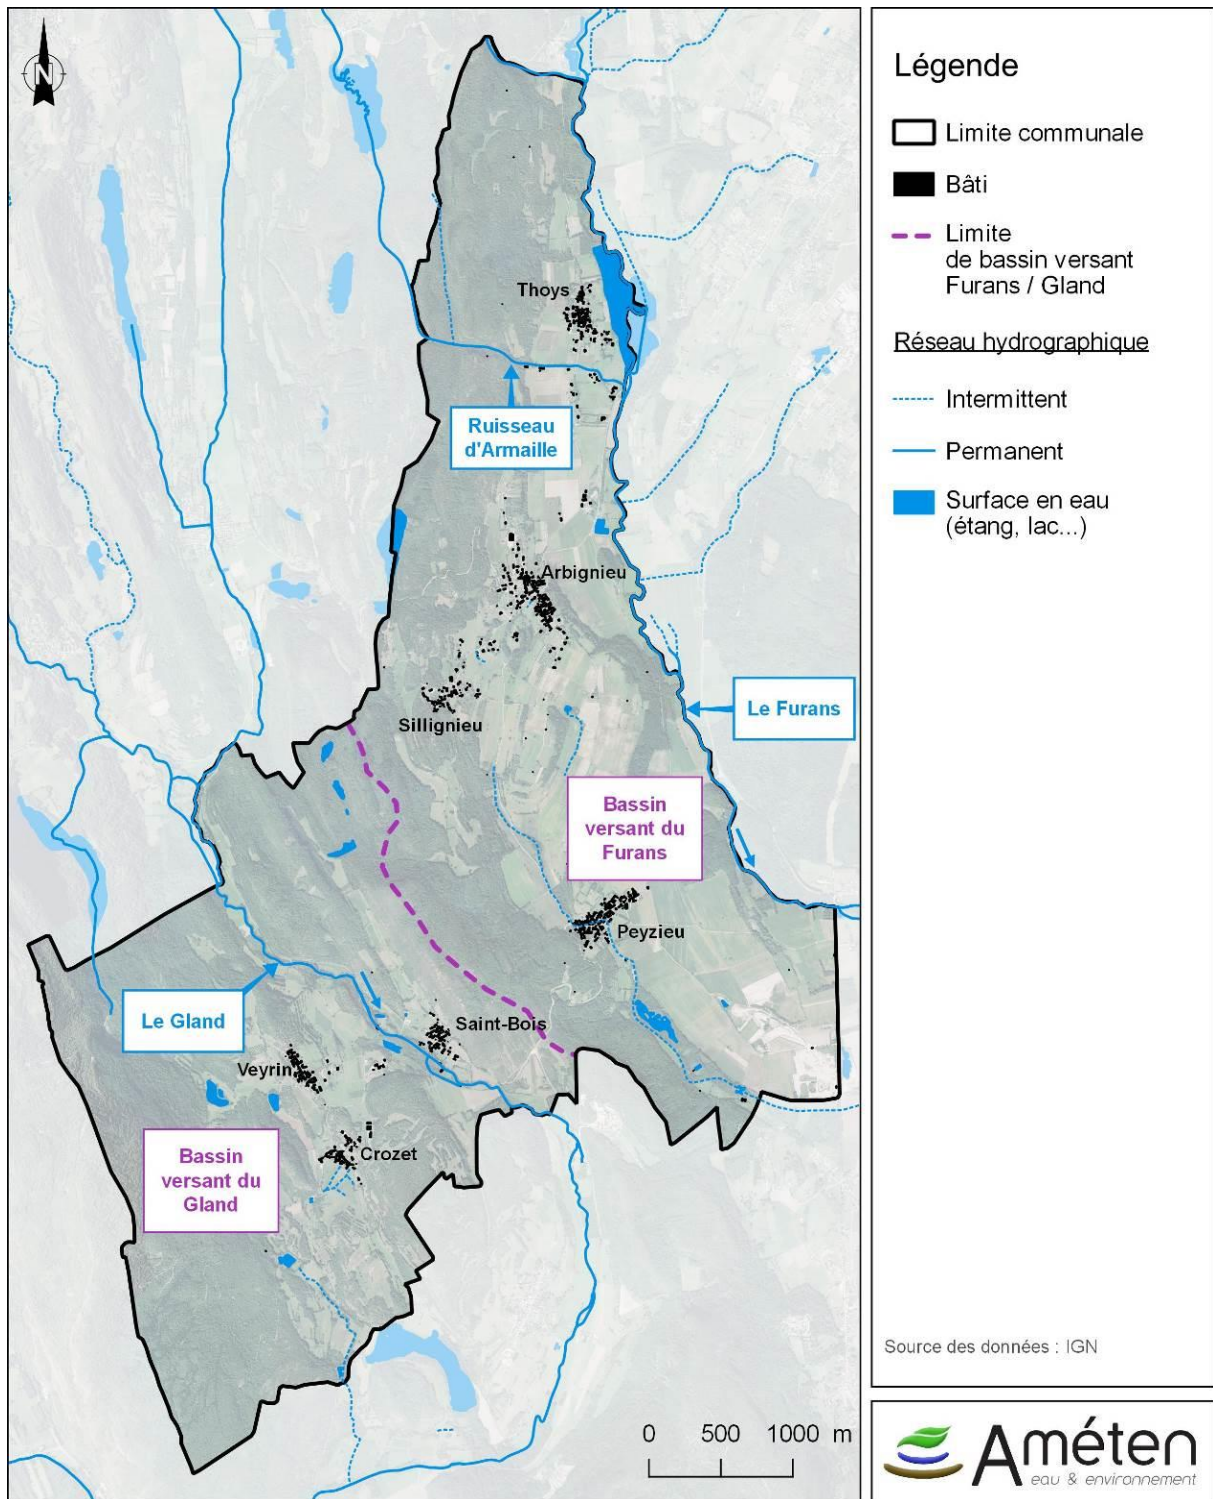 N
Thoys
Ruisseau
d'Armaille
Arbignieu
Sillignieu
Le Furans
Bassin
versant du
Furans
Peyzieu
Le Gland
Saint-Bois
Veyrin
Crozet
Bassin
versant du
Gland
0 500 1000 m
Légende
Limite communale
Bâti
Limite
de bassin versant
Furans / Gland
Réseau hydrographique
Intermittent
Permanent
Surface en eau
(étang, lac...)
Source des données : IGN
Améten
eau & environnement